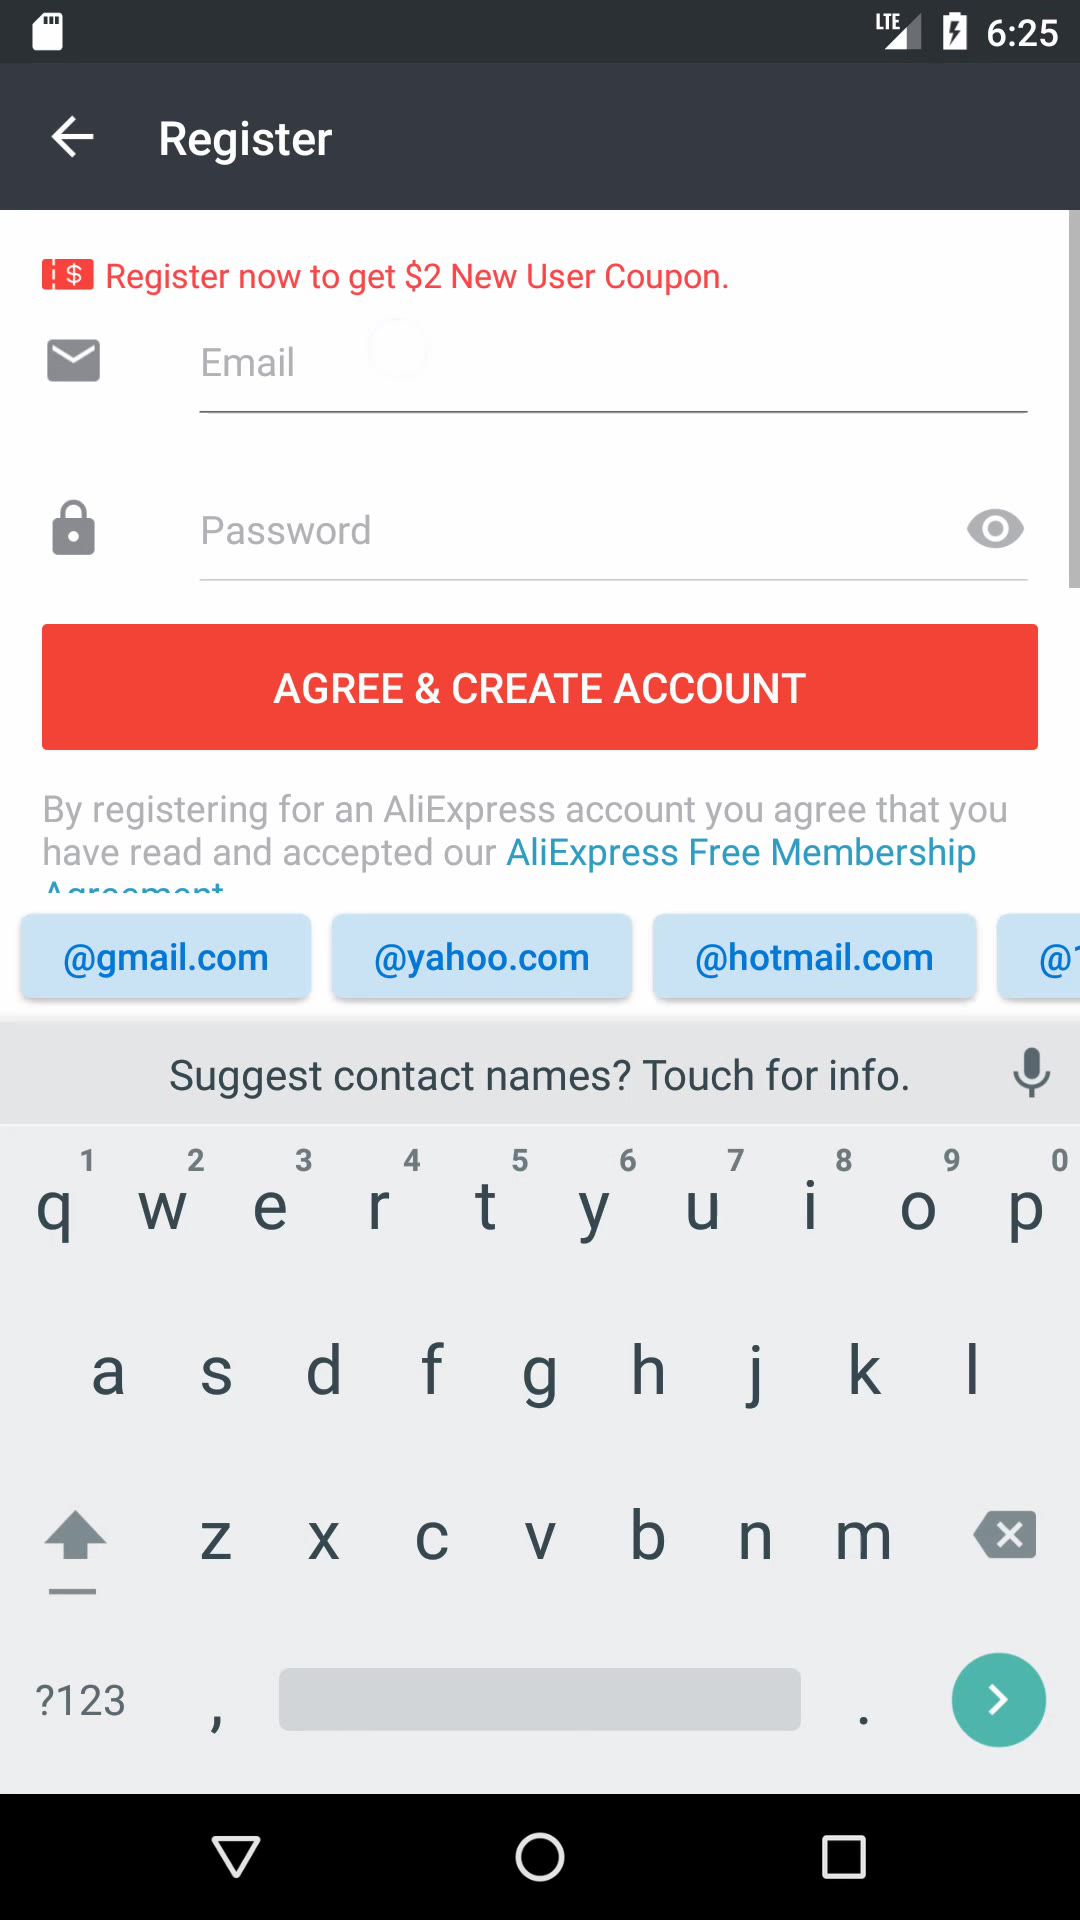 LTE 6:25
Register
$ Register now to get $2 New User Coupon.
Email
Password
AGREE & CREATE ACCOUNT
By registering for an AliExpress account you agree that you
have read and accepted our AliExpress Free Membership
Agreement
@gmail.com @yahoo.com @hotmail.com @1
Suggest contact names? Touch for info.
1 2 3 4 5 6 7 8 9 0
q w e r t y u i o p
a s d f g h j k l
z x c v b n m
?123 , .